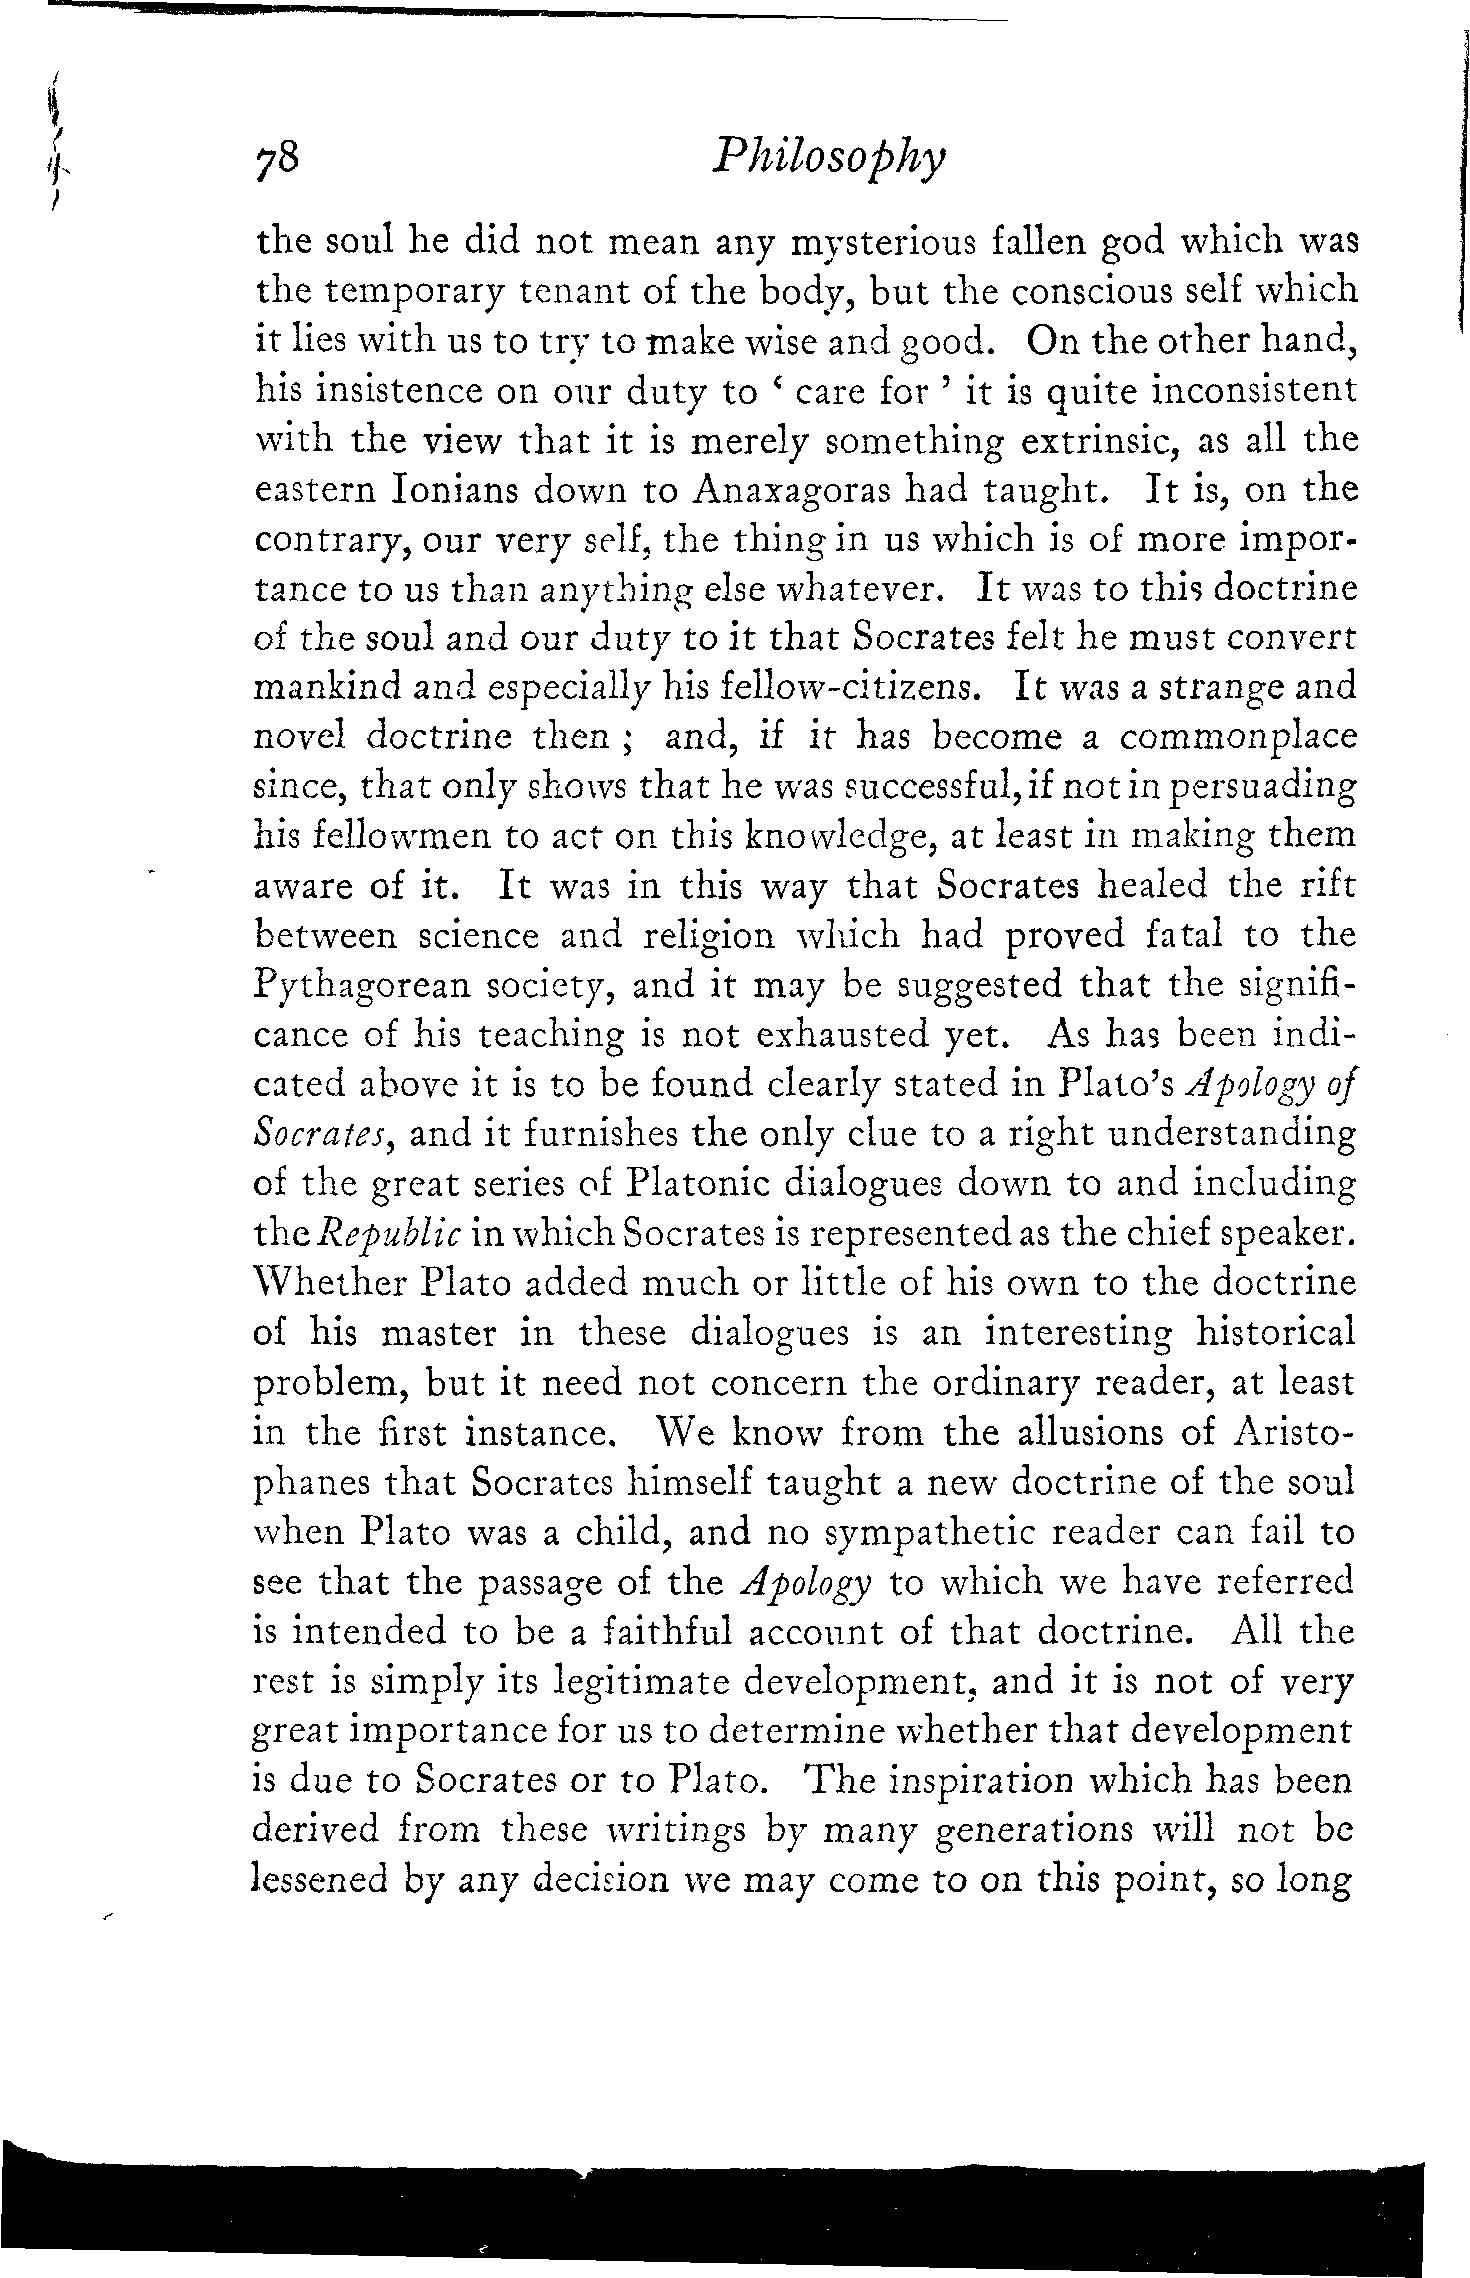 78 Philosophy
the soul he did not mean any mysterious fallen god which was
the temporary tenant of the body, but the conscious self which
it lies with us to try to make wise and good. On the other hand,
his insistence on our duty to ‘ care for ’ it is quite inconsistent
with the view that it is merely something extrinsic, as all the
eastern Ionians down to Anaxagoras had taught. It is, on the
contrary, our very self, the thing in us which is of more impor-
tance to us than anything else whatever. It was to this doctrine
of the soul and our duty to it that Socrates felt he must convert
mankind and especially his fellow-citizens. It was a strange and
novel doctrine then ; and, if it has become a commonplace
since, that only shows that he was successful, if not in persuading
his fellowmen to act on this knowledge, at least in making them
aware of it. It was in this way that Socrates healed the rift
between science and religion which had proved fatal to the
Pythagorean society, and it may be suggested that the signifi-
cance of his teaching is not exhausted yet. As has been indi-
cated above it is to be found clearly stated in Plato’s Apology of
Socrates, and it furnishes the only clue to a right understanding
of the great series of Platonic dialogues down to and including
the Republic in which Socrates is represented as the chief speaker.
Whether Plato added much or little of his own to the doctrine
of his master in these dialogues is an interesting historical
problem, but it need not concern the ordinary reader, at least
in the first instance. We know from the allusions of Aristo-
phanes that Socrates himself taught a new doctrine of the soul
when Plato was a child, and no sympathetic reader can fail to
see that the passage of the Apology to which we have referred
is intended to be a faithful account of that doctrine. All the
rest is simply its legitimate development, and it is not of very
great importance for us to determine whether that development
is due to Socrates or to Plato. The inspiration which has been
derived from these writings by many generations will not be
lessened by any decision we may come to on this point, so long